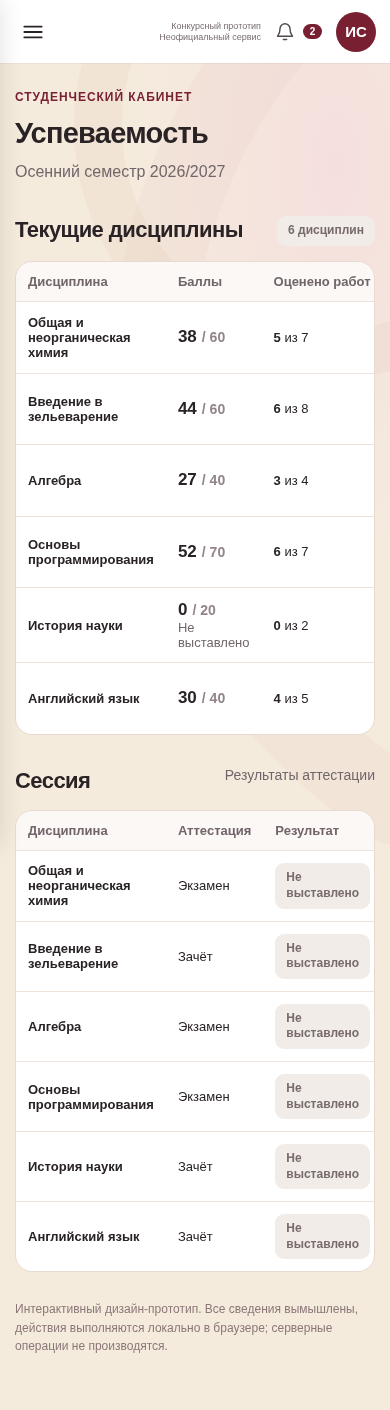 Конкурсный прототип
Неофициальный сервис
2
ИС
СТУДЕНЧЕСКИЙ КАБИНЕТ
Успеваемость
Осенний семестр 2026/2027
Текущие дисциплины
6 дисциплин
Дисциплина Баллы Оценено работ
Общая и
неорганическая
химия
38 / 60
5 из 7
Введение в
зельеварение
44 / 60
6 из 8
Алгебра 27 / 40 3 из 4
Основы
программирования
52 / 70
6 из 7
История науки
0 / 20
Не
выставлено
0 из 2
Английский язык 30 / 40 4 из 5
Сессия
Результаты аттестации
Дисциплина Аттестация Результат
Общая и
неорганическая
химия
Экзамен
Не
выставлено
Введение в
зельеварение
Зачёт
Не
выставлено
Алгебра
Экзамен
Не
выставлено
Основы
программирования
Экзамен
Не
выставлено
История науки
Зачёт
Не
выставлено
Английский язык
Зачёт
Не
выставлено
Интерактивный дизайн-прототип. Все сведения вымышлены,
действия выполняются локально в браузере; серверные
операции не производятся.